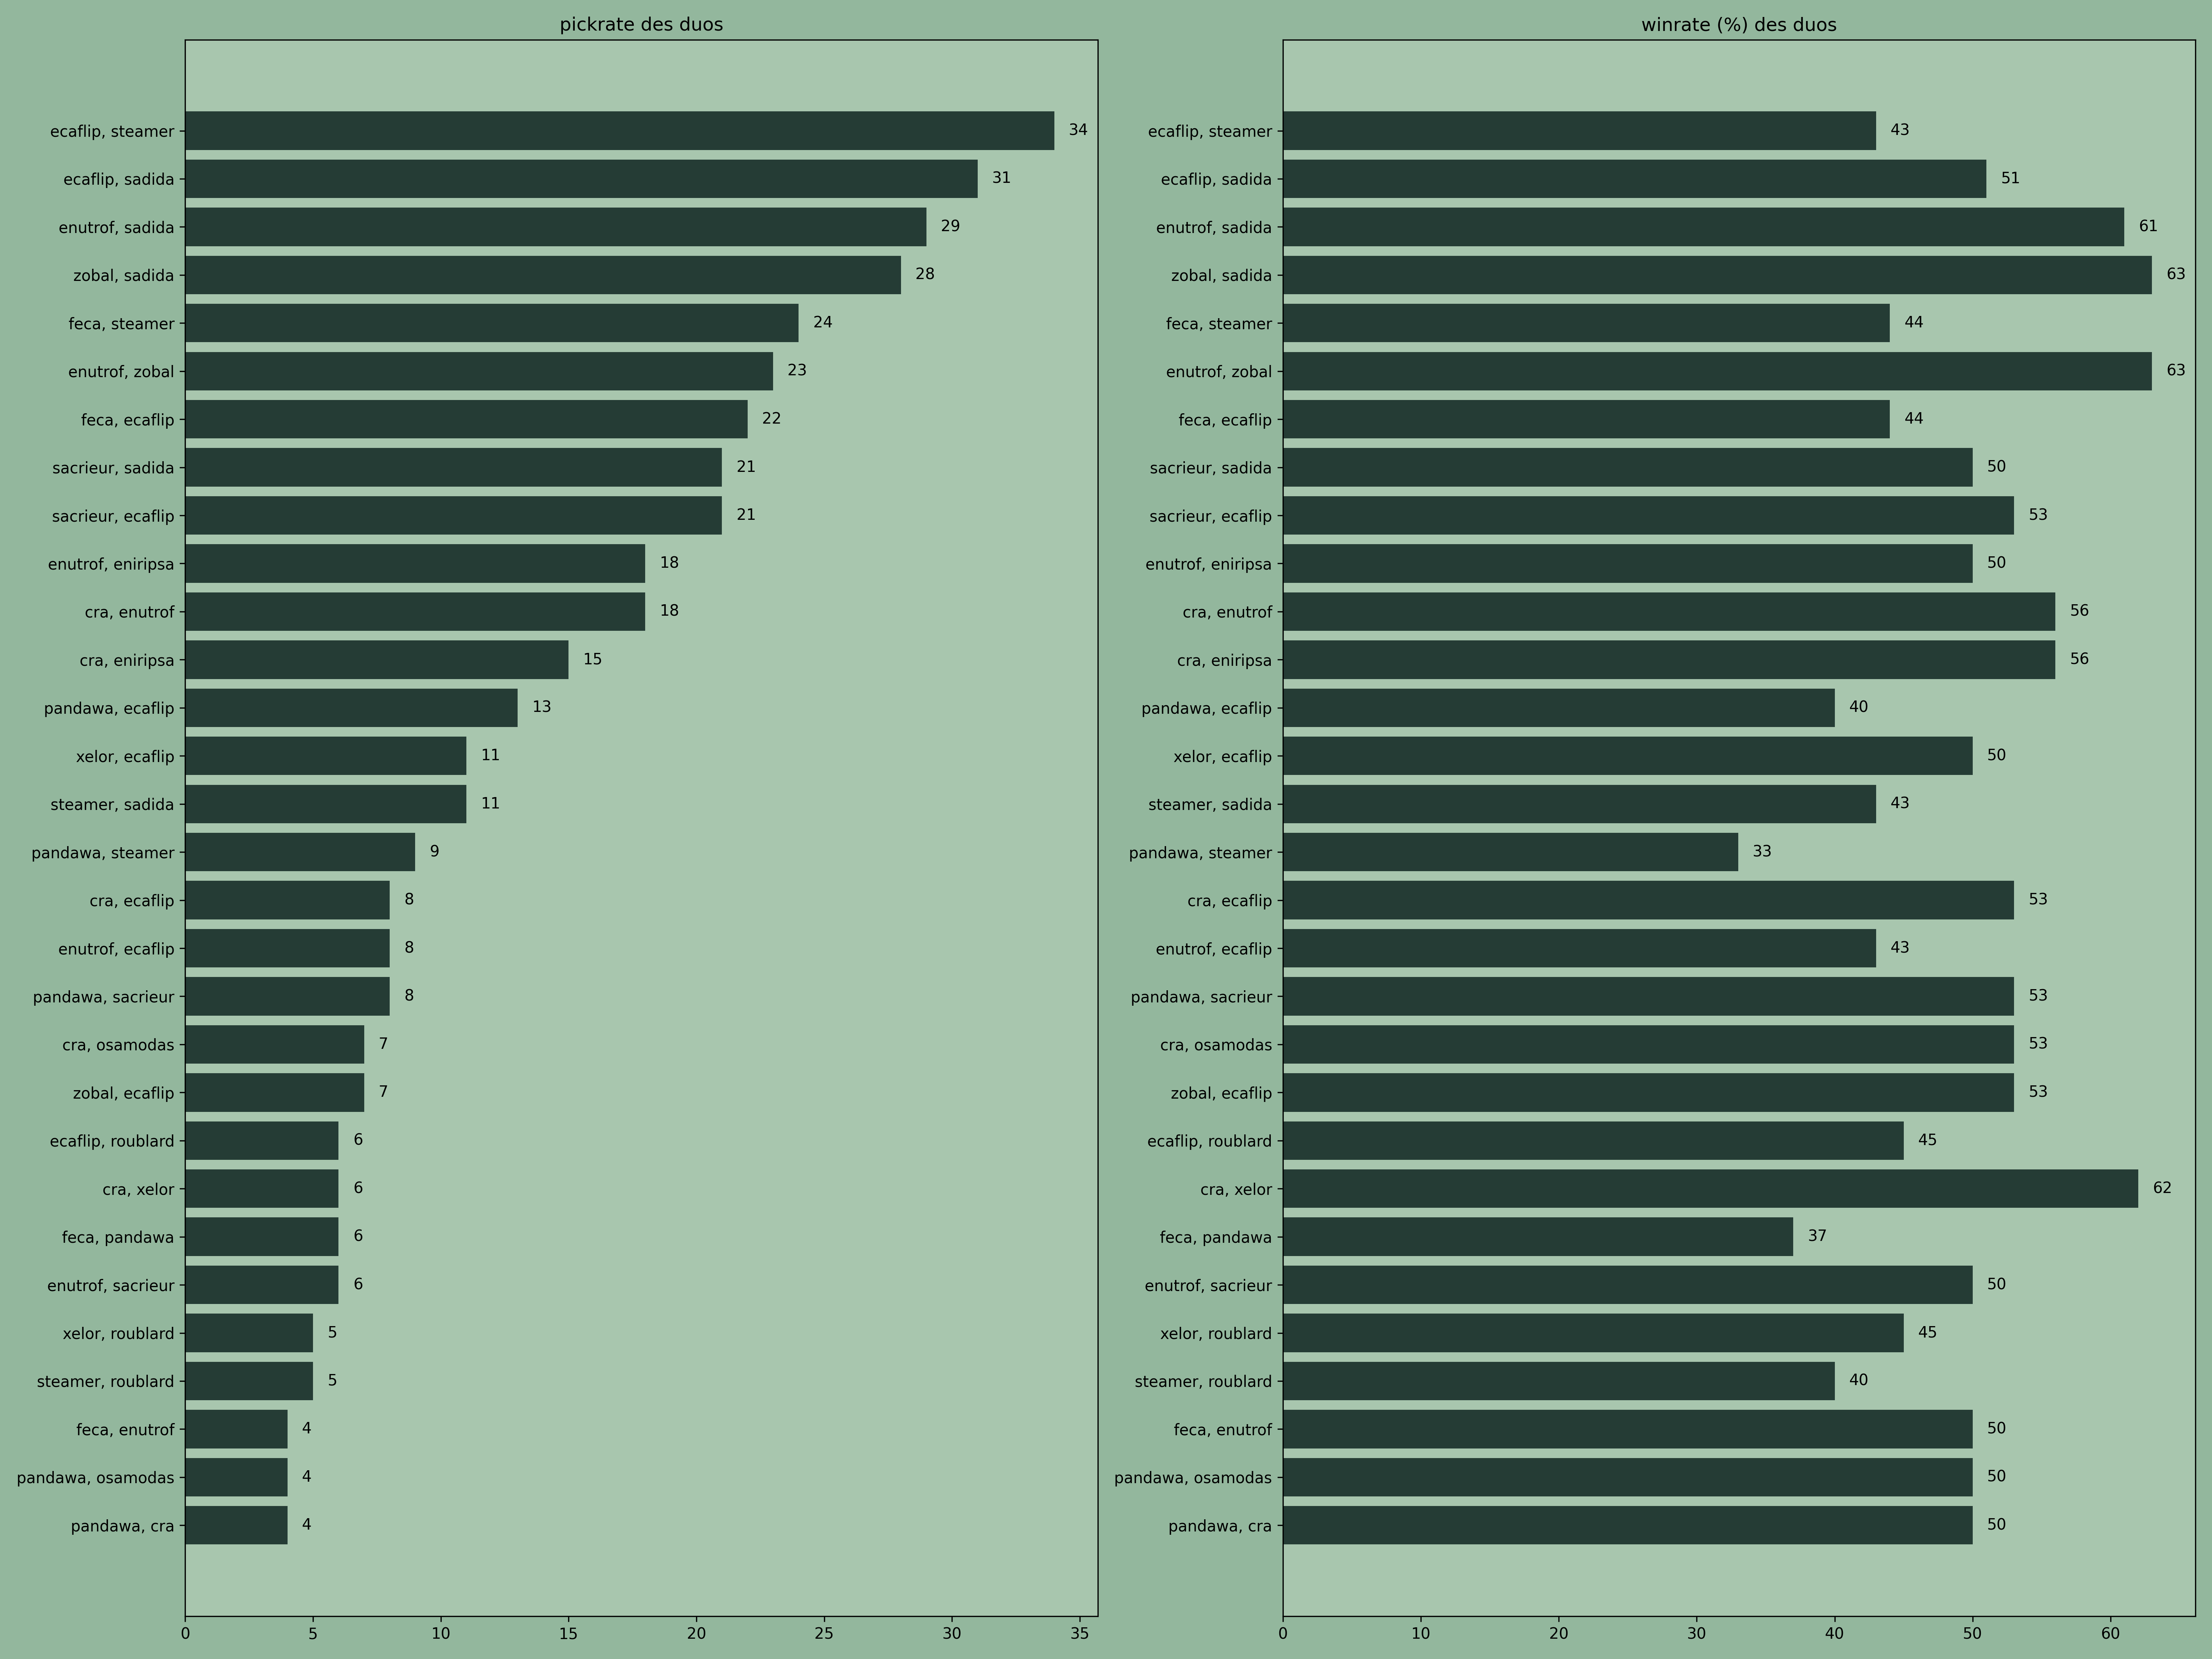 pickrate des duos
ecaflip, steamer 34
ecaflip, sadida 31
enutrof, sadida 29
zobal, sadida 28
feca, steamer 24
enutrof, zobal 23
feca, ecaflip 22
sacrieur, sadida 21
sacrieur, ecaflip 21
enutrof, eniripsa 18
cra, enutrof 18
cra, eniripsa 15
pandawa, ecaflip 13
xelor, ecaflip 11
steamer, sadida 11
pandawa, steamer 9
cra, ecaflip 8
enutrof, ecaflip 8
pandawa, sacrieur 8
cra, osamodas 7
zobal, ecaflip 7
ecaflip, roublard 6
cra, xelor 6
feca, pandawa 6
enutrof, sacrieur 6
xelor, roublard 5
steamer, roublard 5
feca, enutrof 4
pandawa, osamodas 4
pandawa, cra 4
0 5 10 15 20 25 30 35
winrate (%) des duos
ecaflip, steamer 43
ecaflip, sadida 51
enutrof, sadida 61
zobal, sadida 63
feca, steamer 44
enutrof, zobal 63
feca, ecaflip 44
sacrieur, sadida 50
sacrieur, ecaflip 53
enutrof, eniripsa 50
cra, enutrof 56
cra, eniripsa 56
pandawa, ecaflip 40
xelor, ecaflip 50
steamer, sadida 43
pandawa, steamer 33
cra, ecaflip 53
enutrof, ecaflip 43
pandawa, sacrieur 53
cra, osamodas 53
zobal, ecaflip 53
ecaflip, roublard 45
cra, xelor 62
feca, pandawa 37
enutrof, sacrieur 50
xelor, roublard 45
steamer, roublard 40
feca, enutrof 50
pandawa, osamodas 50
pandawa, cra 50
0 10 20 30 40 50 60